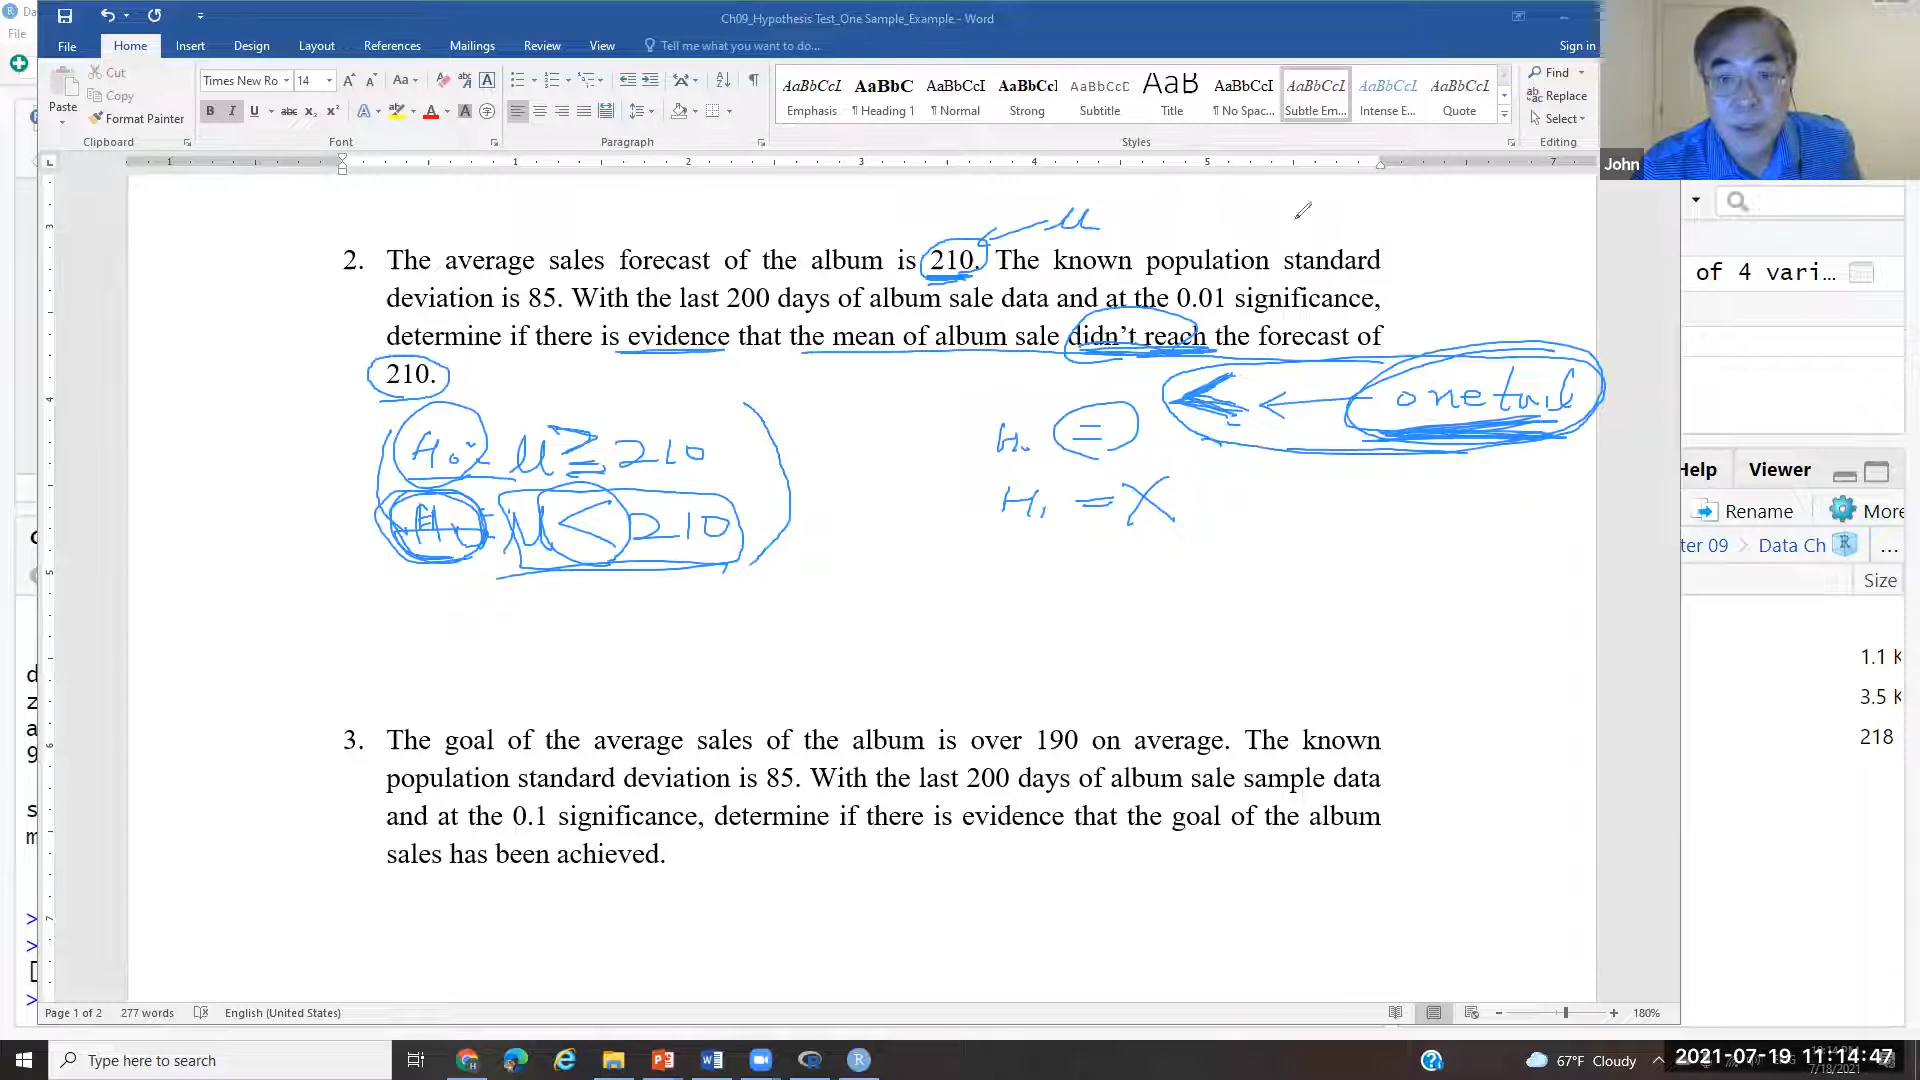 Ch09_Hypothesis Test_One Sample_Example - Word
File Home Insert Design Layout References Mailings Review View Tell me what you want to do... Sign in
Cut
Copy
Format Painter
Paste
Clipboard
Times New Ro 14
Font
Paragraph
AaBbCcL AaBbC AaBbCcI AaBbCcl AaBbCcD AaB AaBbCcI AaBbCcL AaBbCcL AaBbCcL
Emphasis ¶ Heading 1 ¶ Normal Strong Subtitle Title ¶ No Spac... Subtle Em... Intense E... Quote
Styles
Find
Replace
Select
Editing
John
μ
2. The average sales forecast of the album is 210. The known population standard
deviation is 85. With the last 200 days of album sale data and at the 0.01 significance,
determine if there is evidence that the mean of album sale didn't reach the forecast of
210.
< ← one tail
H₀: μ ≥ 210
H₁: μ < 210
H₀ =
H₁ = X
3. The goal of the average sales of the album is over 190 on average. The known
population standard deviation is 85. With the last 200 days of album sale sample data
and at the 0.1 significance, determine if there is evidence that the goal of the album
sales has been achieved.
of 4 vari...
Help Viewer
Rename More
ter 09 > Data Ch ...
Size
1.1 K
3.5 K
218
Page 1 of 2 277 words English (United States) 180%
Type here to search
67°F Cloudy
2021-07-19 11:14:47
7/18/2021